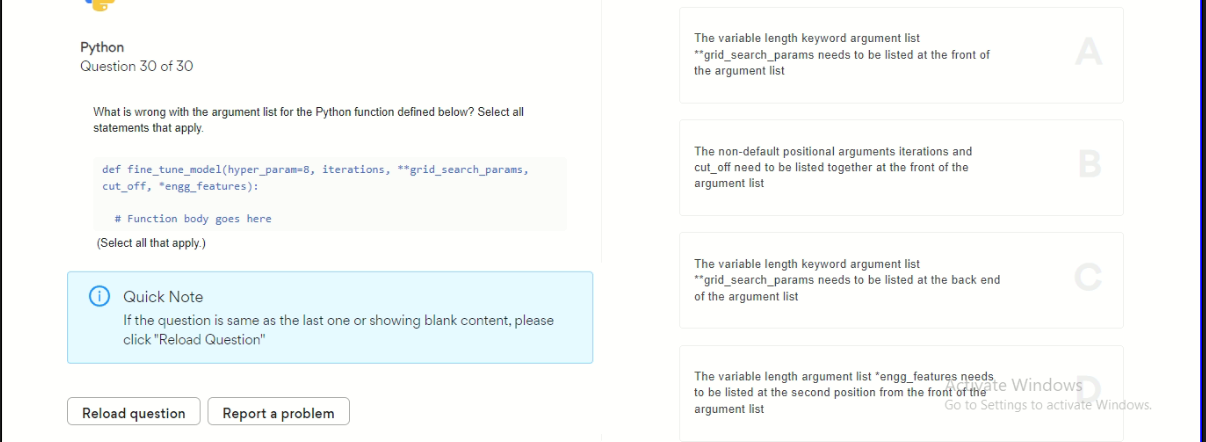 Python
Question 30 of 30
What is wrong with the argument list for the Python function defined below? Select all
statements that apply.
def fine_tune_model(hyper_param=8, iterations, **grid_search_params,
cut_off, *engg_features):
# Function body goes here
(Select all that apply.)
Quick Note
If the question is same as the last one or showing blank content, please
click "Reload Question"
Reload question
Report a problem
The variable length keyword argument list
**grid_search_params needs to be listed at the front of
the argument list
A
The non-default positional arguments iterations and
cut_off need to be listed together at the front of the
argument list
B
The variable length keyword argument list
**grid_search_params needs to be listed at the back end
of the argument list
C
The variable length argument list *engg_features needs
to be listed at the second position from the front of the
argument list
D
Activate Windows
Go to Settings to activate Windows.